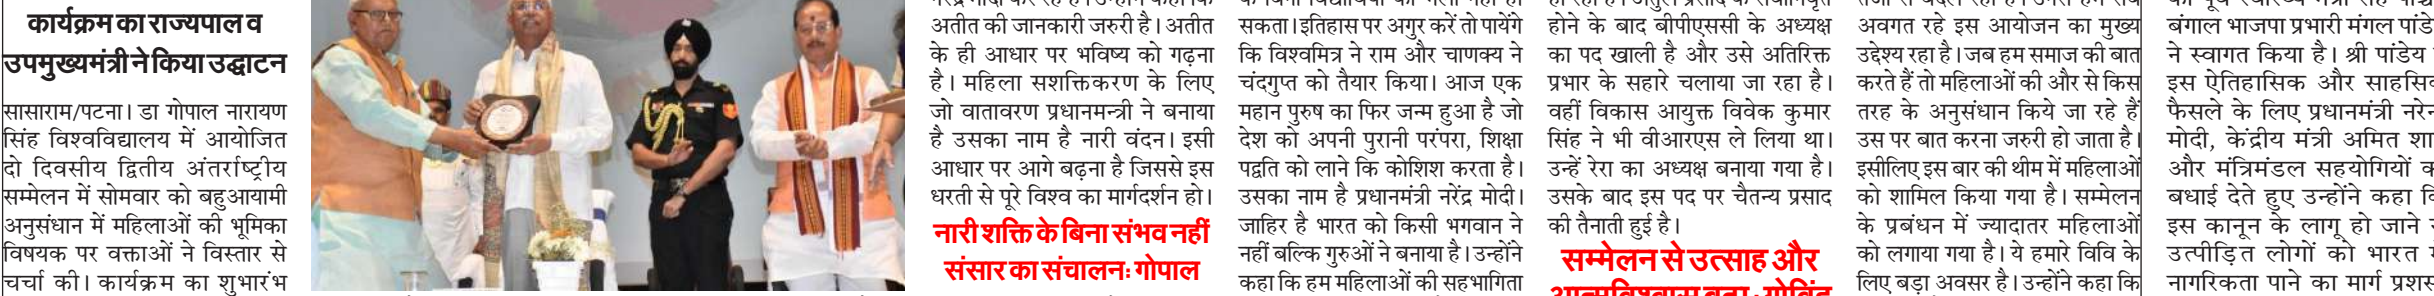 कार्यक्रम का राज्यपाल व
उपमुख्यमंत्री ने किया उद्घाटन
सासाराम/पटना। डा गोपाल नारायण
सिंह विश्वविद्यालय में आयोजित
दो दिवसीय द्वितीय अंतर्राष्ट्रीय
सम्मेलन में सोमवार को बहुआयामी
अनुसंधान में महिलाओं की भूमिका
विषयक पर वक्ताओं ने विस्तार से
चर्चा की। कार्यक्रम का शुभारंभ
अतीत की जानकारी जरुरी है। अतीत
के ही आधार पर भविष्य को गढ़ना
है। महिला सशक्तिकरण के लिए
जो वातावरण प्रधानमन्त्री ने बनाया
है उसका नाम है नारी वंदन। इसी
आधार पर आगे बढ़ना है जिससे इस
धरती से पूरे विश्व का मार्गदर्शन हो।
नारी शक्ति के बिना संभव नहीं
संसार का संचालनः गोपाल
सकता। इतिहास पर अगुर करें तो पायेंगे
कि विश्वमित्र ने राम और चाणक्य ने
चंदगुप्त को तैयार किया। आज एक
महान पुरुष का फिर जन्म हुआ है जो
देश को अपनी पुरानी परंपरा, शिक्षा
पद्वति को लाने कि कोशिश करता है।
उसका नाम है प्रधानमंत्री नरेंद्र मोदी।
जाहिर है भारत को किसी भगवान ने
नहीं बल्कि गुरुओं ने बनाया है। उन्होंने
कहा कि हम महिलाओं की सहभागिता
होने के बाद बीपीएससी के अध्यक्ष
का पद खाली है और उसे अतिरिक्त
प्रभार के सहारे चलाया जा रहा है।
वहीं विकास आयुक्त विवेक कुमार
सिंह ने भी वीआरएस ले लिया था।
उन्हें रेरा का अध्यक्ष बनाया गया है।
उसके बाद इस पद पर चैतन्य प्रसाद
की तैनाती हुई है।
सम्मेलन से उत्साह और
अवगत रहे इस आयोजन का मुख्य
उद्देश्य रहा है। जब हम समाज की बात
करते हैं तो महिलाओं की और से किस
तरह के अनुसंधान किये जा रहे हैं
उस पर बात करना जरुरी हो जाता है।
इसीलिए इस बार की थीम में महिलाओं
को शामिल किया गया है। सम्मेलन
के प्रबंधन में ज्यादातर महिलाओं
को लगाया गया है। ये हमारे विवि के
लिए बड़ा अवसर है। उन्होंने कहा कि
बंगाल भाजपा प्रभारी मंगल
ने स्वागत किया है। श्री पांडेय
इस ऐतिहासिक और
फैसले के लिए प्रधानमंत्री
मोदी, केंद्रीय मंत्री अमित
और मंत्रिमंडल सहयोगियों
बधाई देते हुए उन्होंने कहा
इस कानून के लागू हो जाने
उत्पीड़ित लोगों को भारत
नागरिकता पाने का मार्ग